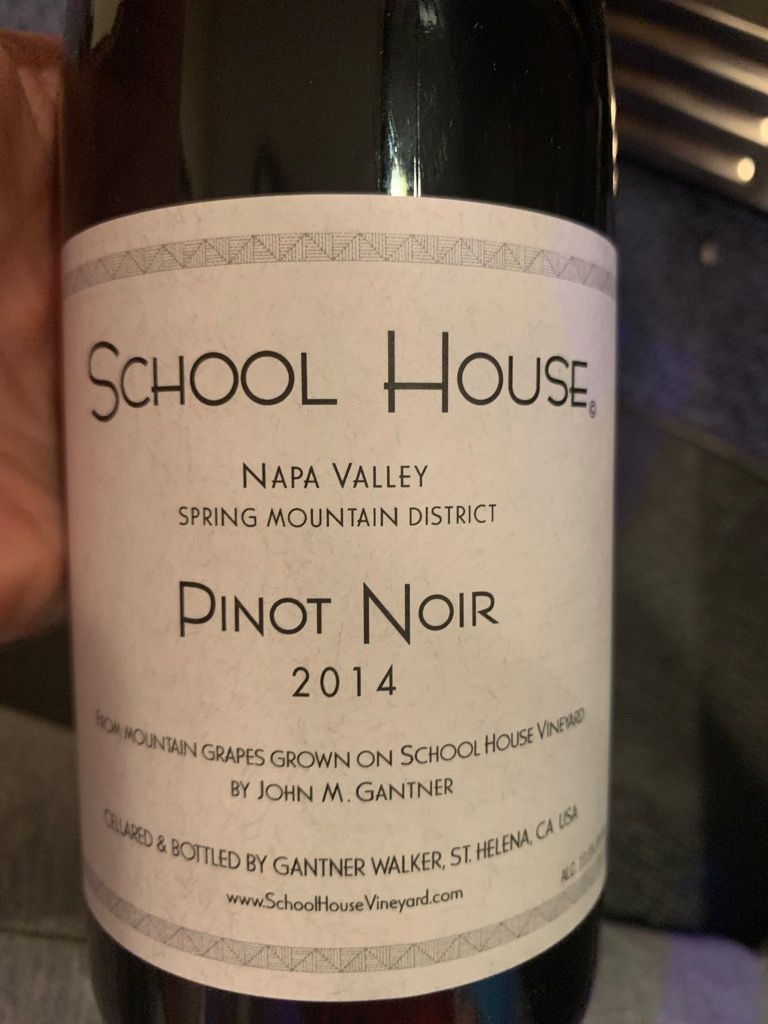 SCHOOL HOUSE©
NAPA VALLEY
SPRING MOUNTAIN DISTRICT
PINOT NOIR
2014
FROM MOUNTAIN GRAPES GROWN ON SCHOOL HOUSE VINEYARD
BY JOHN M. GANTNER
CELLARED & BOTTLED BY GANTNER WALKER, ST. HELENA, CA USA
ALC.
www.SchoolHouseVineyard.com